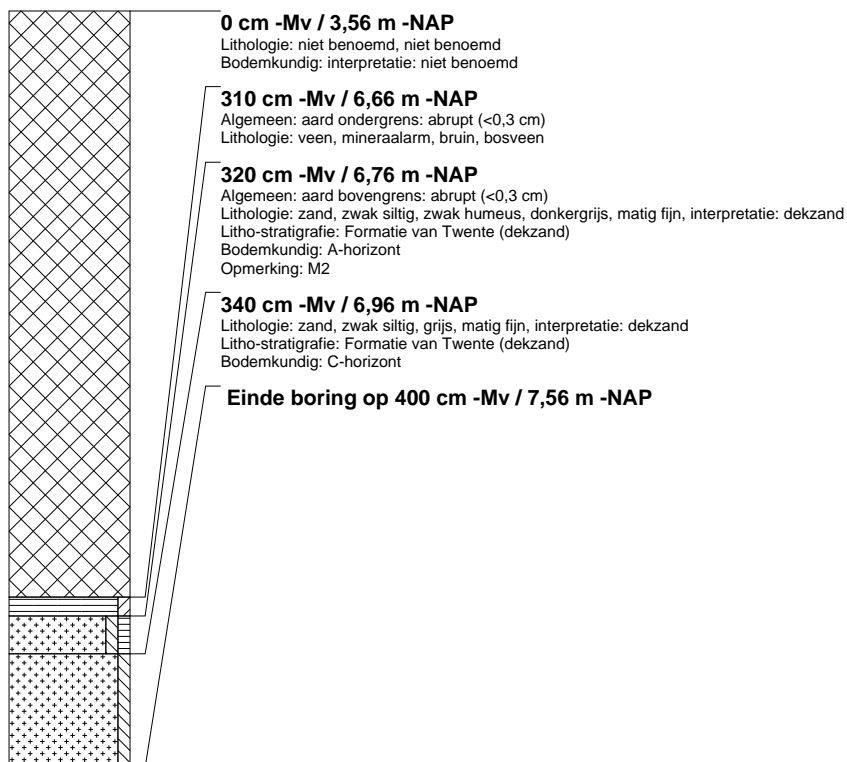 0 cm -Mv / 3,56 m -NAP
Lithologie: niet benoemd, niet benoemd
Bodemkundig: interpretatie: niet benoemd
310 cm -Mv / 6,66 m -NAP
Algemeen: aard ondergrens: abrupt (<0,3 cm)
Lithologie: veen, mineraalarm, bruin, bosveen
320 cm -Mv / 6,76 m -NAP
Algemeen: aard bovengrens: abrupt (<0,3 cm)
Lithologie: zand, zwak siltig, zwak humeus, donkergrijs, matig fijn, interpretatie: dekzand
Litho-stratigrafie: Formatie van Twente (dekzand)
Bodemkundig: A-horizont
Opmerking: M2
340 cm -Mv / 6,96 m -NAP
Lithologie: zand, zwak siltig, grijs, matig fijn, interpretatie: dekzand
Litho-stratigrafie: Formatie van Twente (dekzand)
Bodemkundig: C-horizont
Einde boring op 400 cm -Mv / 7,56 m -NAP